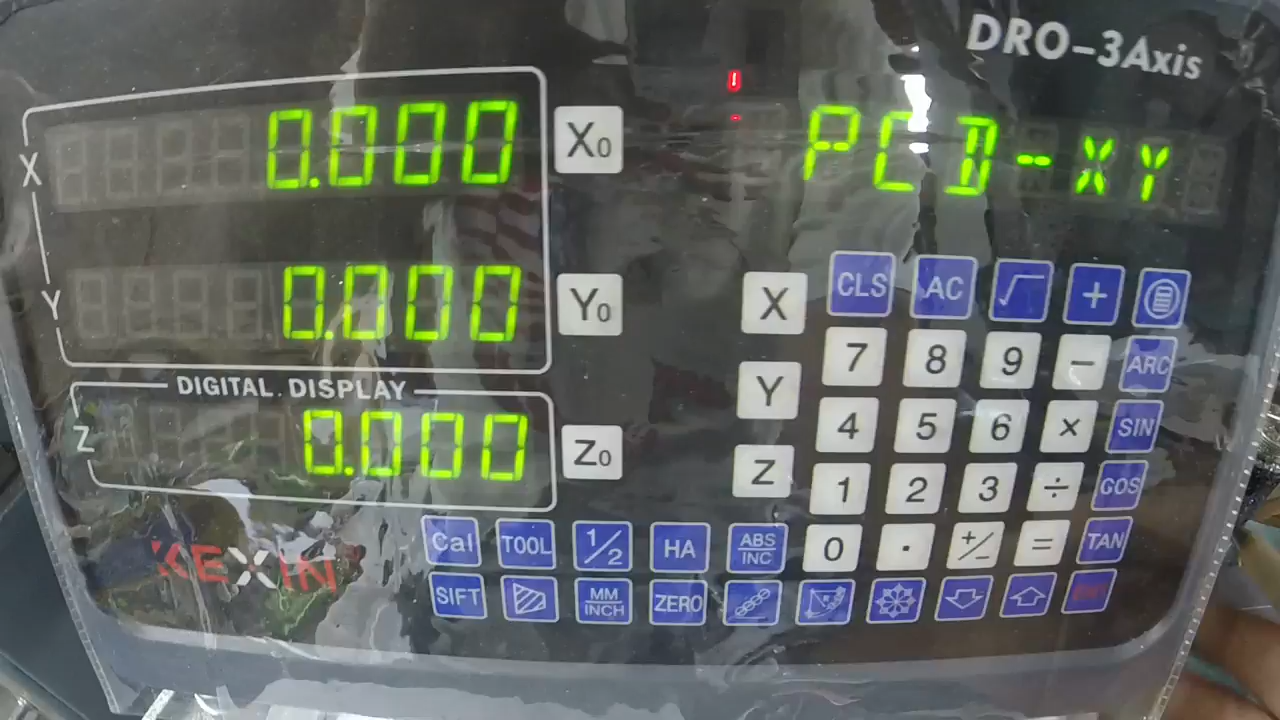 DRO-3Axis
X 0.000 X0
PCD-XY
Y 0.000 Y0
DIGITAL DISPLAY
Z 0.000 Z0
KEXIN
X CLS AC √ +
7 8 9 − ARC
Y 4 5 6 × SIN
Z 1 2 3 ÷ GOS
Cal TOOL 1/2 HA ABS INC 0 . +/− = TAN
SIFT MM INCH ZERO